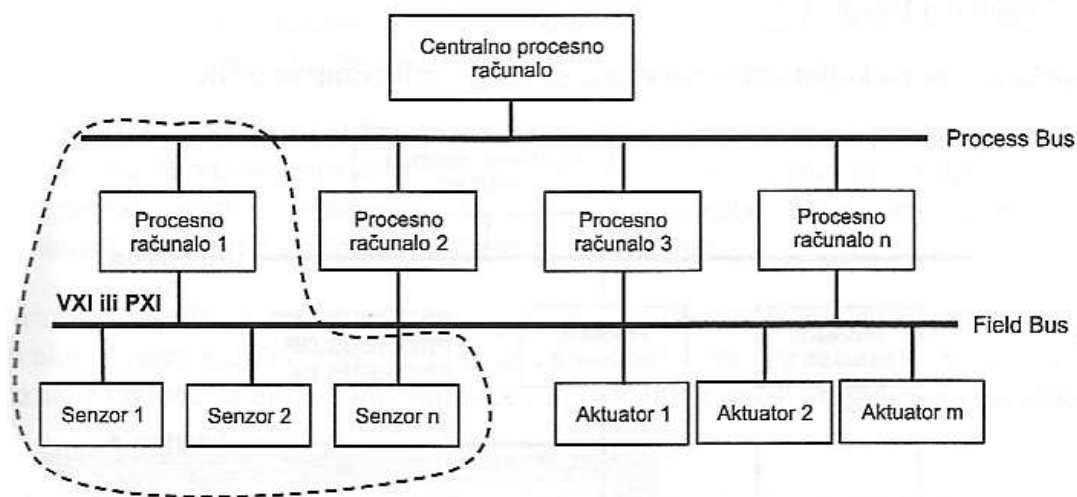 Centralno procesno
računalo
Process Bus
Procesno
računalo 1
Procesno
računalo 2
Procesno
računalo 3
Procesno
računalo n
VXI ili PXI
Field Bus
Senzor 1
Senzor 2
Senzor n
Aktuator 1
Aktuator 2
Aktuator m